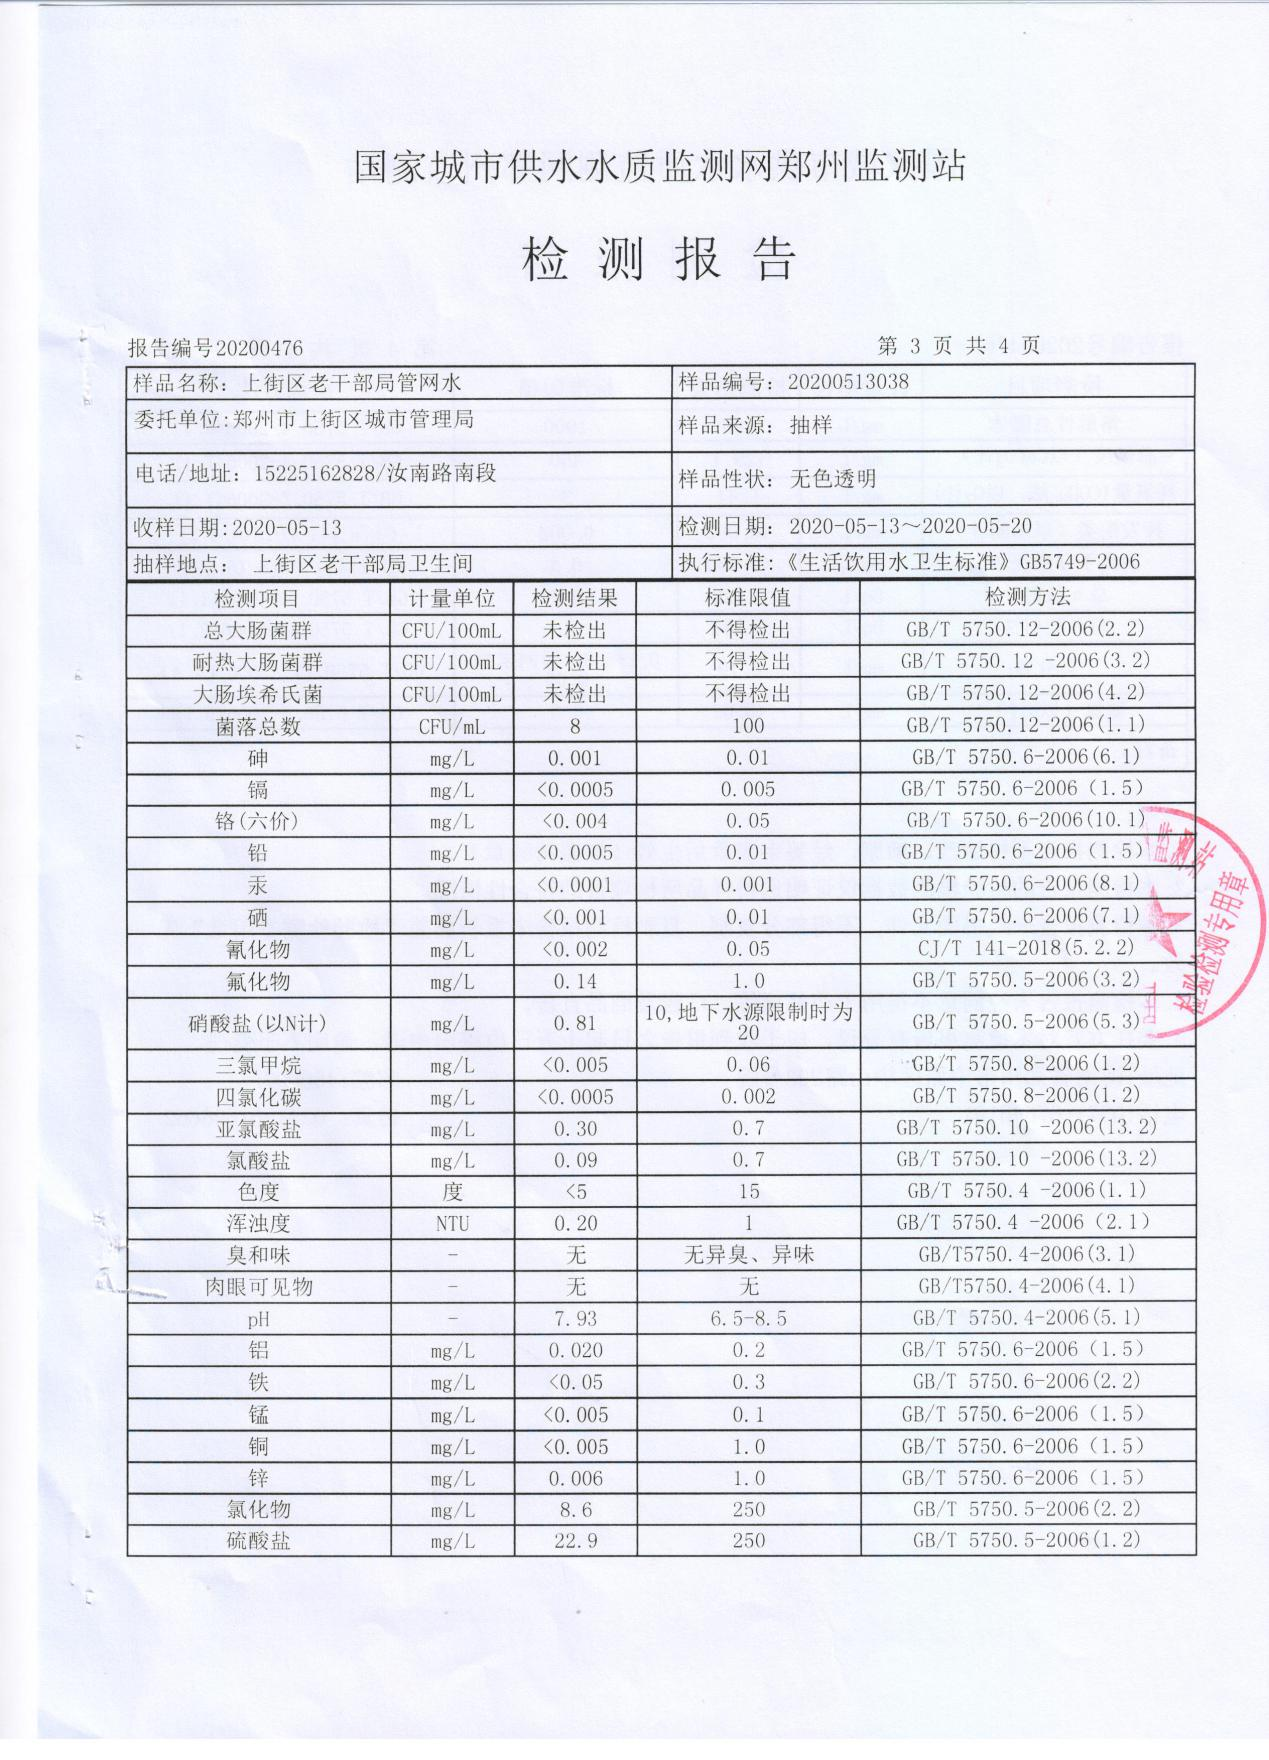 国家城市供水水质监测网郑州监测站
检 测 报 告
报告编号20200476 第 3 页 共 4 页
样品名称: 上街区老干部局管网水 样品编号: 20200513038
委托单位:郑州市上街区城市管理局 样品来源: 抽样
电话/地址: 15225162828/汝南路南段 样品性状: 无色透明
收样日期:2020-05-13 检测日期: 2020-05-13～2020-05-20
抽样地点: 上街区老干部局卫生间 执行标准:《生活饮用水卫生标准》GB5749-2006
检测项目 计量单位 检测结果 标准限值 检测方法
总大肠菌群 CFU/100mL 未检出 不得检出 GB/T 5750.12-2006(2.2)
耐热大肠菌群 CFU/100mL 未检出 不得检出 GB/T 5750.12 -2006(3.2)
大肠埃希氏菌 CFU/100mL 未检出 不得检出 GB/T 5750.12-2006(4.2)
菌落总数 CFU/mL 8 100 GB/T 5750.12-2006(1.1)
砷 mg/L 0.001 0.01 GB/T 5750.6-2006(6.1)
镉 mg/L <0.0005 0.005 GB/T 5750.6-2006（1.5）
铬(六价) mg/L <0.004 0.05 GB/T 5750.6-2006(10.1)
铅 mg/L <0.0005 0.01 GB/T 5750.6-2006（1.5）
汞 mg/L <0.0001 0.001 GB/T 5750.6-2006(8.1)
硒 mg/L <0.001 0.01 GB/T 5750.6-2006(7.1)
氰化物 mg/L <0.002 0.05 CJ/T 141-2018(5.2.2)
氟化物 mg/L 0.14 1.0 GB/T 5750.5-2006(3.2)
硝酸盐(以N计) mg/L 0.81 10,地下水源限制时为20 GB/T 5750.5-2006(5.3)
三氯甲烷 mg/L <0.005 0.06 GB/T 5750.8-2006(1.2)
四氯化碳 mg/L <0.0005 0.002 GB/T 5750.8-2006(1.2)
亚氯酸盐 mg/L 0.30 0.7 GB/T 5750.10 -2006(13.2)
氯酸盐 mg/L 0.09 0.7 GB/T 5750.10 -2006(13.2)
色度 度 <5 15 GB/T 5750.4 -2006(1.1)
浑浊度 NTU 0.20 1 GB/T 5750.4 -2006（2.1）
臭和味 - 无 无异臭、异味 GB/T5750.4-2006(3.1)
肉眼可见物 - 无 无 GB/T5750.4-2006(4.1)
pH - 7.93 6.5-8.5 GB/T 5750.4-2006(5.1)
铝 mg/L 0.020 0.2 GB/T 5750.6-2006（1.5）
铁 mg/L <0.05 0.3 GB/T 5750.6-2006(2.2)
锰 mg/L <0.005 0.1 GB/T 5750.6-2006（1.5）
铜 mg/L <0.005 1.0 GB/T 5750.6-2006（1.5）
锌 mg/L 0.006 1.0 GB/T 5750.6-2006（1.5）
氯化物 mg/L 8.6 250 GB/T 5750.5-2006(2.2)
硫酸盐 mg/L 22.9 250 GB/T 5750.5-2006(1.2)
监测站
检验检测专用章